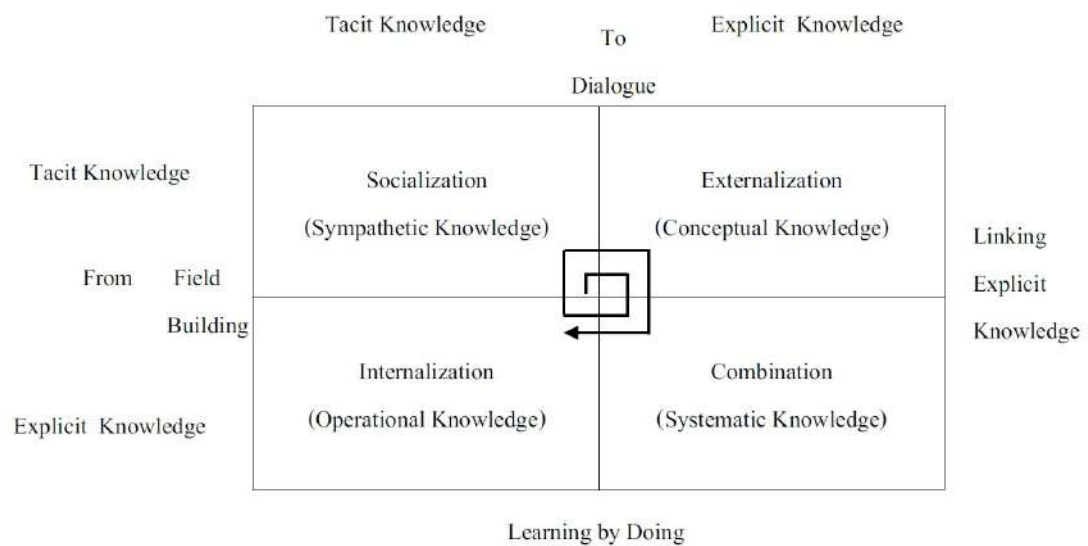 Tacit Knowledge To Explicit Knowledge
Dialogue
Tacit Knowledge
Socialization
(Sympathetic Knowledge)
Externalization
(Conceptual Knowledge)
From Field
Building
Linking
Explicit
Knowledge
Explicit Knowledge
Internalization
(Operational Knowledge)
Combination
(Systematic Knowledge)
Learning by Doing